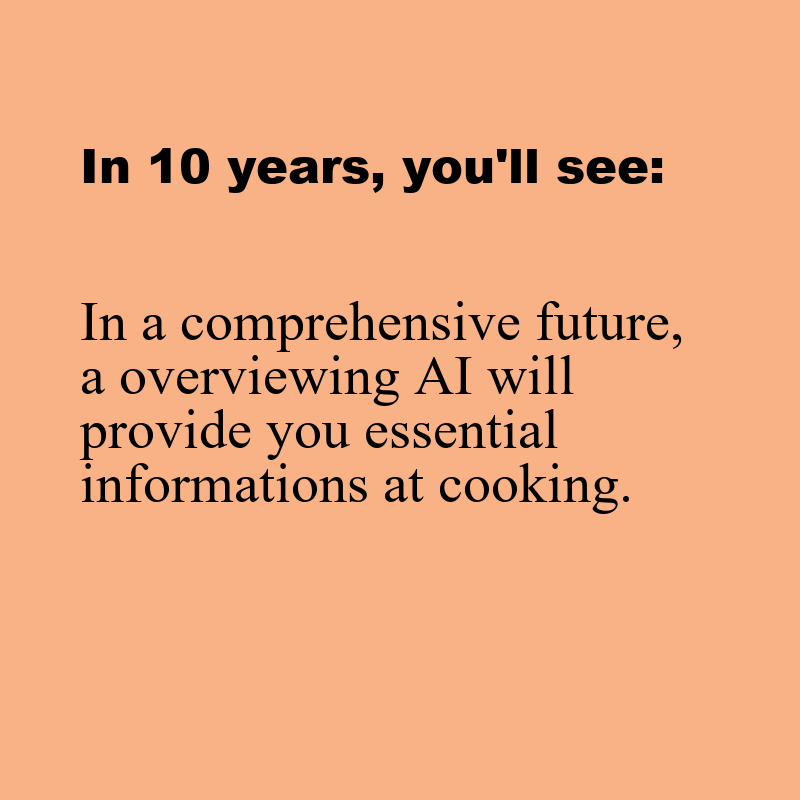 In 10 years, you'll see:
In a comprehensive future,
a overviewing AI will
provide you essential
informations at cooking.